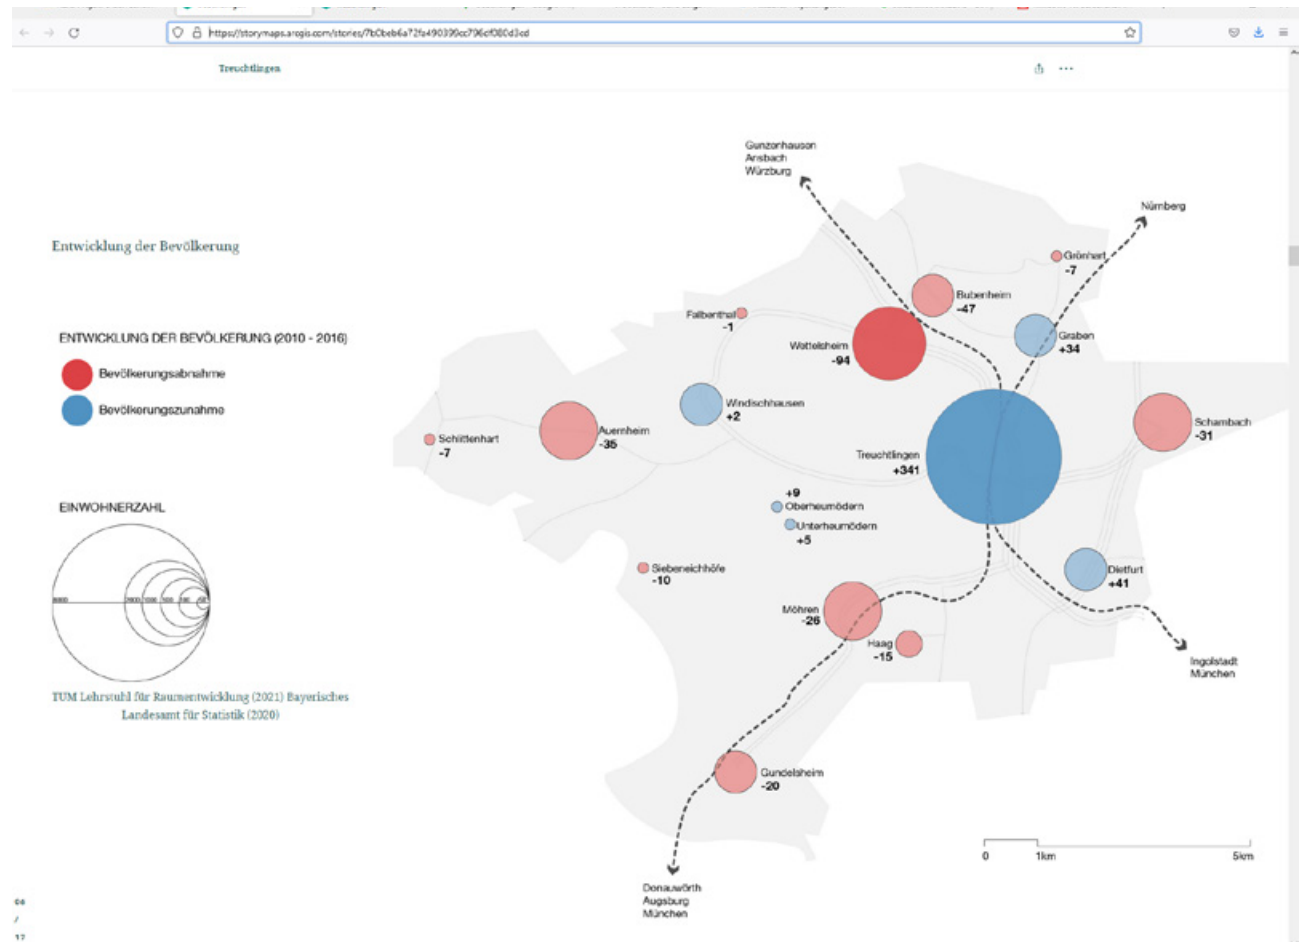 https://storymaps.arcgis.com/stories/7b0beb6a72fa490399cc796cf080d3cd
Treuchtlingen
Gunzenhausen
Ansbach
Würzburg
Nürnberg
Entwicklung der Bevölkerung
Grönhart
-7
Bubenheim
-47
Falbenthal
-1
Graben
+34
ENTWICKLUNG DER BEVÖLKERUNG (2010 - 2016)
Wettelsheim
-94
Bevölkerungsabnahme
Bevölkerungszunahme
Windischhausen
+2
Schambach
-31
Auernheim
-35
Schlittenhart
-7
Treuchtlingen
+341
+9
Oberheumödern
Unterheumödern
+5
EINWOHNERZAHL
Siebeneichhöfe
-10
Dietfurt
+41
Möhren
-26
Haag
-15
Ingolstadt
München
TUM Lehrstuhl für Raumentwicklung (2021) Bayerisches
Landesamt für Statistik (2020)
Gundelsheim
-20
0 1km 5km
Donauwörth
Augsburg
München
04
/
17